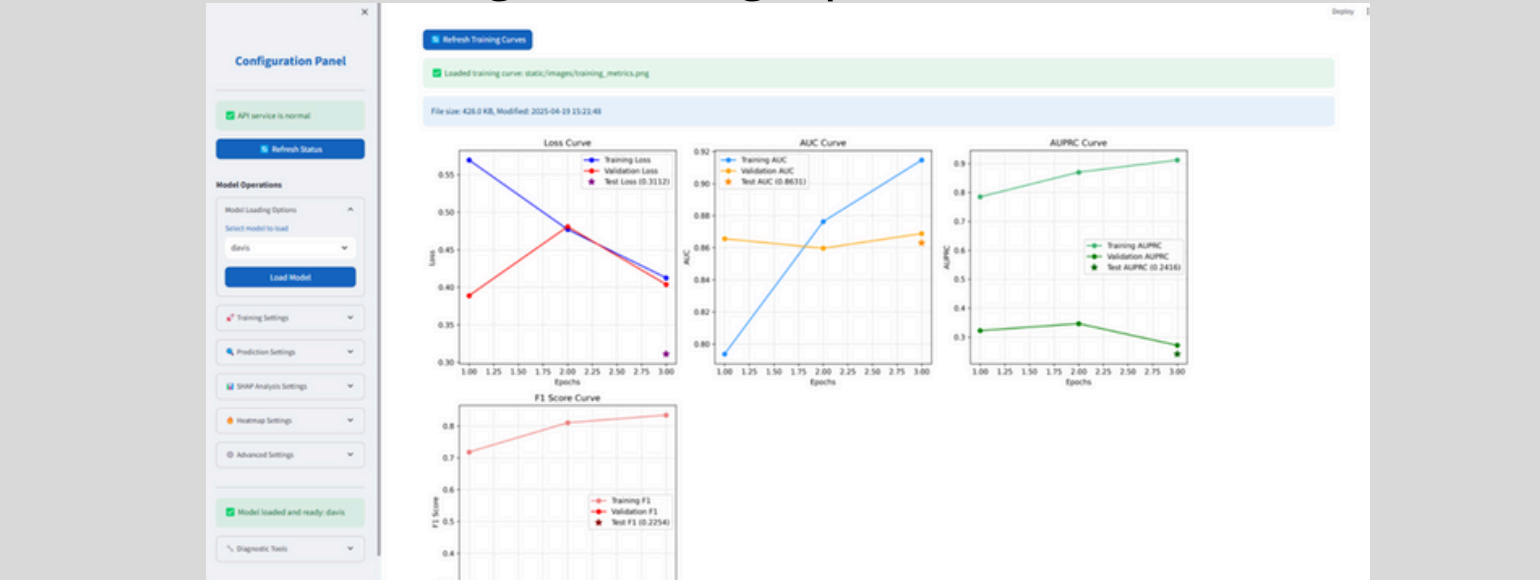 Deploy
Configuration Panel
API service is normal
Refresh Status
Model Operations
Model Loading Options
Select model to load
davis
Load Model
Training Settings
Prediction Settings
SHAP Analysis Settings
Heatmap Settings
Advanced Settings
Model loaded and ready: davis
Diagnostic Tools
Refresh Training Curves
Loaded training curve: static/images/training_metrics.png
File size: 428.0 KB, Modified: 2025-04-19 15:21:48
Loss Curve
Training Loss
Validation Loss
Test Loss (0.3112)
0.55
0.50
0.45
0.40
0.35
0.30
Loss
1.00 1.25 1.50 1.75 2.00 2.25 2.50 2.75 3.00
Epochs
AUC Curve
Training AUC
Validation AUC
Test AUC (0.8631)
0.92
0.90
0.88
0.86
0.84
0.82
0.80
AUC
1.00 1.25 1.50 1.75 2.00 2.25 2.50 2.75 3.00
Epochs
AUPRC Curve
Training AUPRC
Validation AUPRC
Test AUPRC (0.2416)
0.9
0.8
0.7
0.6
0.5
0.4
0.3
AUPRC
1.00 1.25 1.50 1.75 2.00 2.25 2.50 2.75 3.00
Epochs
F1 Score Curve
Training F1
Validation F1
Test F1 (0.2254)
0.8
0.7
0.6
0.5
0.4
F1 Score